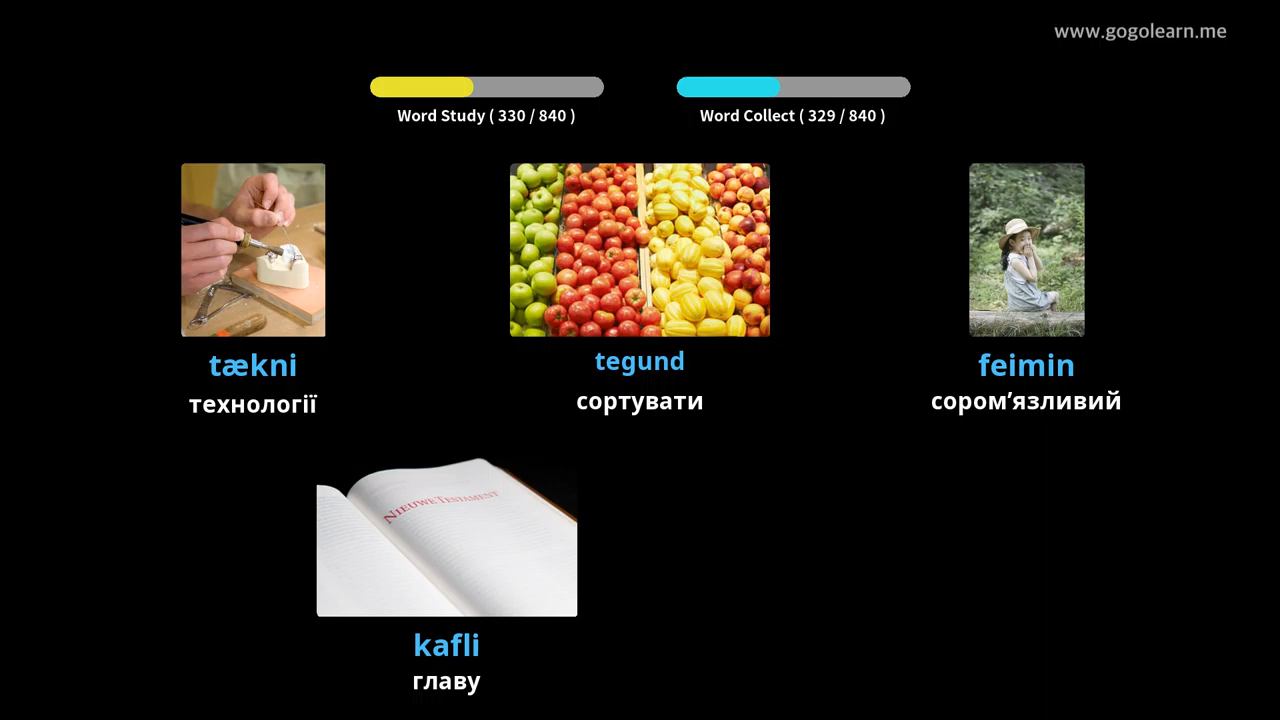 www.gogolearn.me
Word Study ( 330 / 840 )
Word Collect ( 329 / 840 )
tækni
технології
tegund
сортувати
feimin
сором’язливий
NIEUWE TESTAMENT
kafli
главу